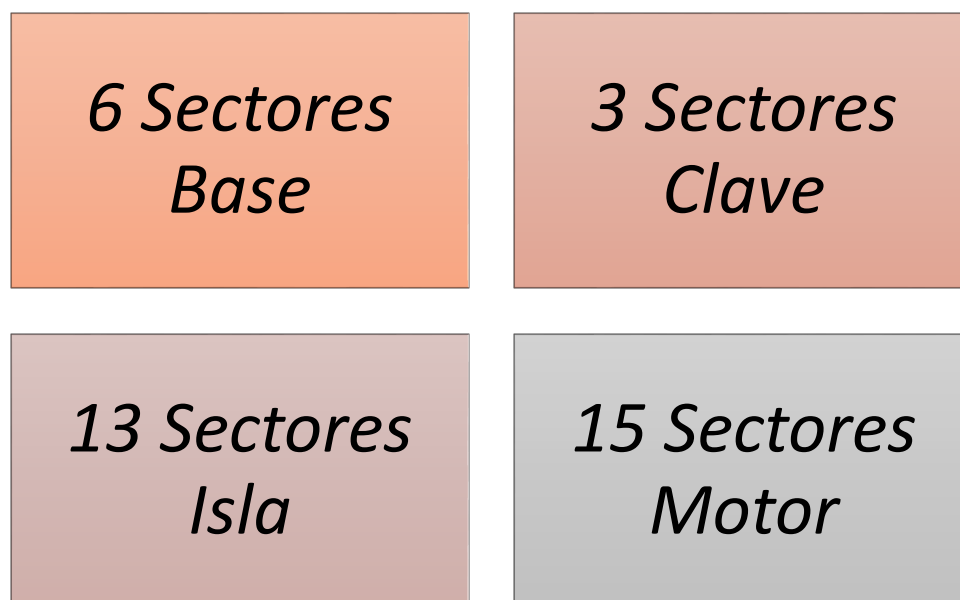 6 Sectores
Base
3 Sectores
Clave
13 Sectores
Isla
15 Sectores
Motor